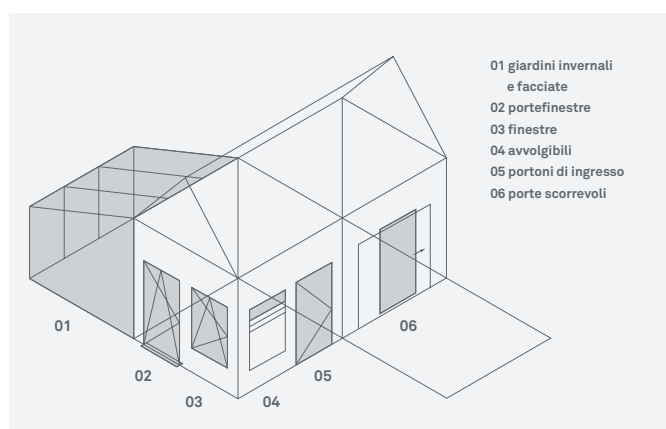 01 giardini invernali
e facciate
02 portefinestre
03 finestre
04 avvolgibili
05 portoni di ingresso
06 porte scorrevoli
01
02
03
04
05
06